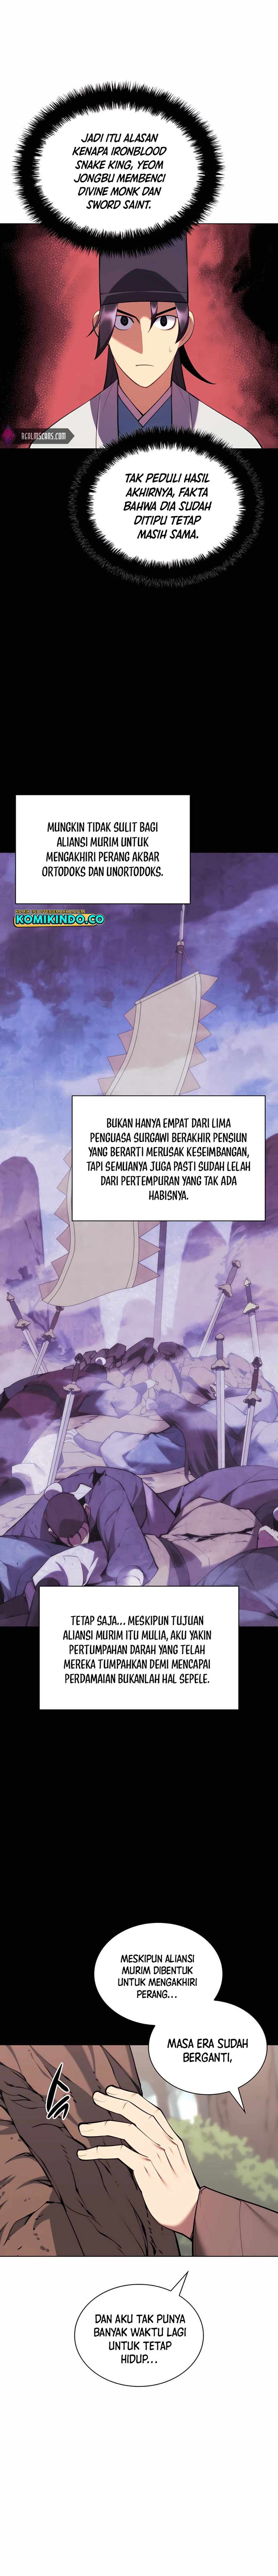 JADI ITU ALASAN
KENAPA IRONBLOOD
SNAKE KING, YEOM
JONGBU MEMBENCI
DIVINE MONK DAN
SWORD SAINT.
REALMSCANS.COM
TAK PEDULI HASIL
AKHIRNYA, FAKTA
BAHWA DIA SUDAH
DITIPU TETAP
MASIH SAMA.
MUNGKIN TIDAK SULIT BAGI
ALIANSI MURIM UNTUK
MENGAKHIRI PERANG AKBAR
ORTODOKS DAN UNORTODOKS.
KOMIKINDO.CO
BUKAN HANYA EMPAT DARI LIMA
PENGUASA SURGAWI BERAKHIR PENSIUN
YANG BERARTI MERUSAK KESEIMBANGAN,
TAPI SEMUANYA JUGA PASTI SUDAH LELAH
DARI PERTEMPURAN YANG TAK ADA
HABISNYA.
TETAP SAJA... MESKIPUN TUJUAN
ALIANSI MURIM ITU MULIA, AKU YAKIN
PERTUMPAHAN DARAH YANG TELAH
MEREKA TUMPAHKAN DEMI MENCAPAI
PERDAMAIAN BUKANLAH HAL SEPELE.
MESKIPUN ALIANSI
MURIM DIBENTUK
UNTUK MENGAKHIRI
PERANG...
MASA ERA SUDAH
BERGANTI,
DAN AKU TAK PUNYA
BANYAK WAKTU LAGI
UNTUK TETAP
HIDUP...